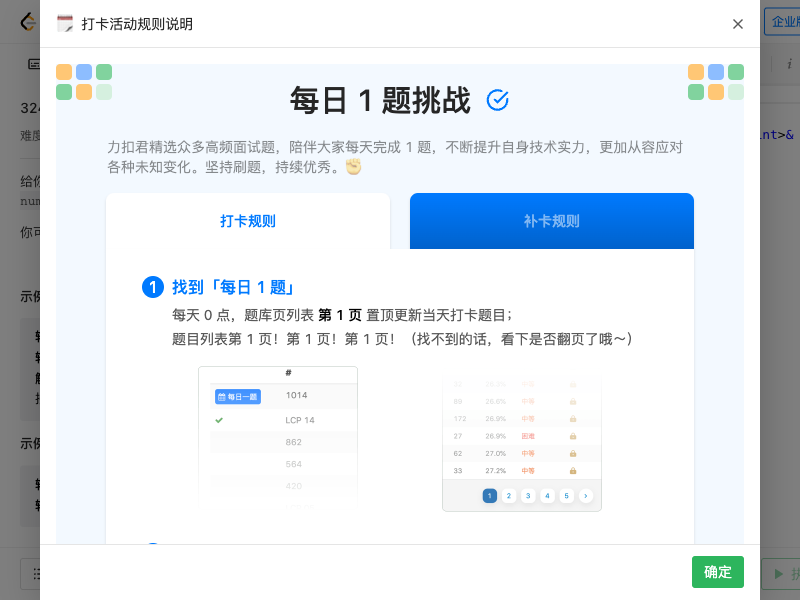 打卡活动规则说明
企业版
每日 1 题挑战
力扣君精选众多高频面试题，陪伴大家每天完成 1 题，不断提升自身技术实力，更加从容应对
各种未知变化。坚持刷题，持续优秀。✊
打卡规则
补卡规则
1 找到「每日 1 题」
每天 0 点，题库页列表 第 1 页 置顶更新当天打卡题目；
题目列表第 1 页！第 1 页！第 1 页！（找不到的话，看下是否翻页了哦～）
#
每日一题 1014
LCP 14
862
564
420
89 26.6% 中等
172 26.9% 中等
27 26.9% 困难
62 27.0% 中等
33 27.2% 中等
1 2 3 4 5 ›
324
难度
给你
num
你可
示例
示例
nt>&
确定